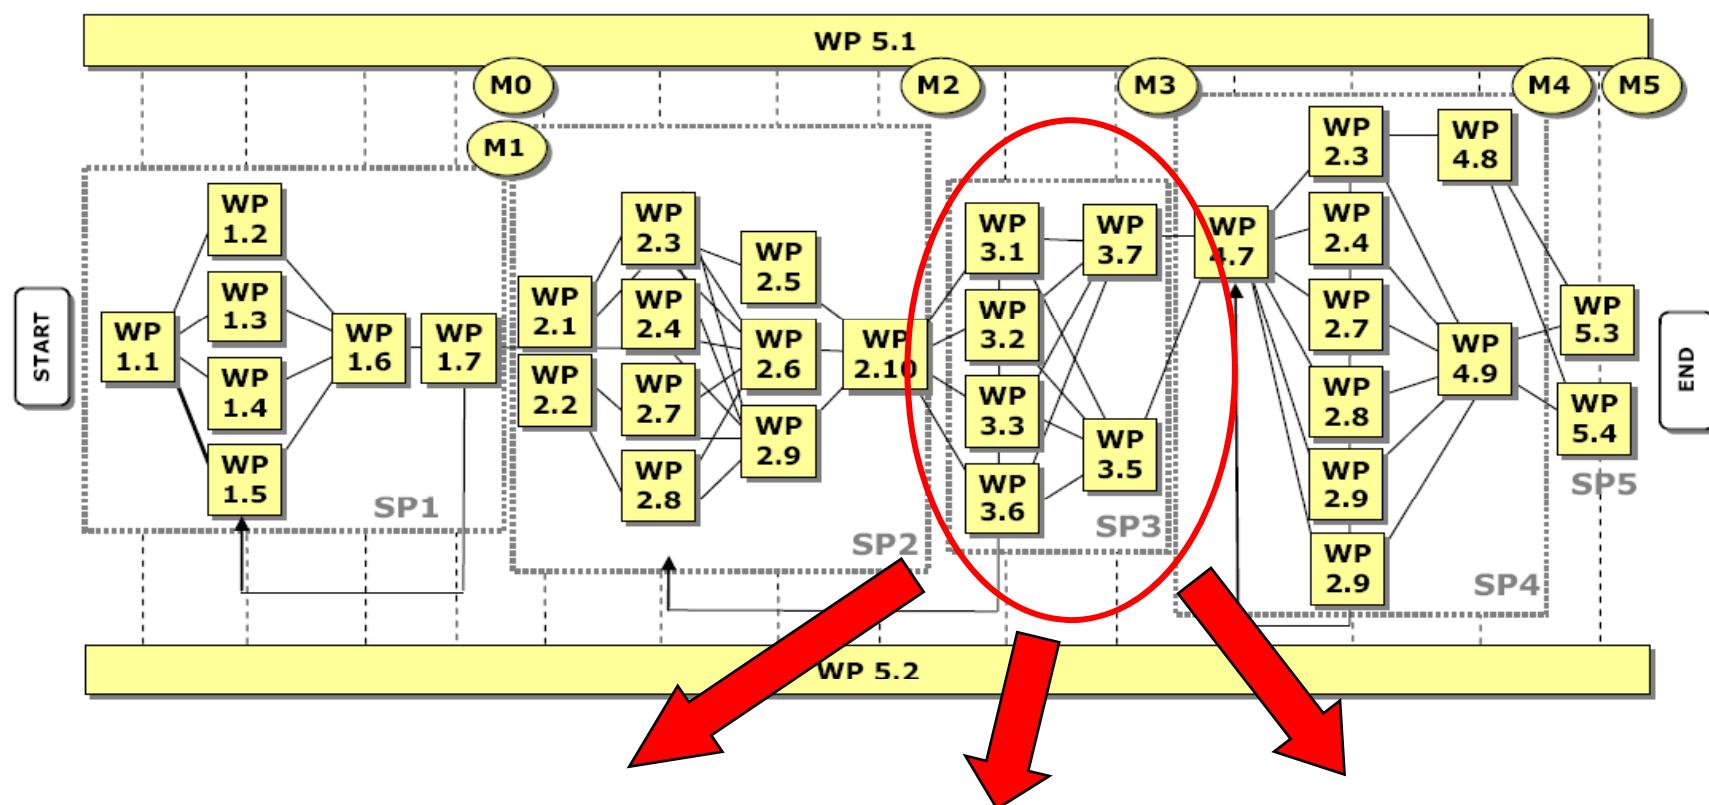 WP 5.1
M0
M2
M3
M4
M5
M1
START
WP
1.1
WP
1.2
WP
1.3
WP
1.4
WP
1.5
WP
1.6
WP
1.7
SP1
WP
2.1
WP
2.2
WP
2.3
WP
2.4
WP
2.7
WP
2.8
WP
2.5
WP
2.6
WP
2.9
WP
2.10
SP2
WP
3.1
WP
3.2
WP
3.3
WP
3.6
WP
3.7
WP
3.5
SP3
WP
4.7
WP
2.3
WP
2.4
WP
2.7
WP
2.8
WP
2.9
WP
2.9
WP
4.8
WP
4.9
SP4
WP
5.3
WP
5.4
SP5
END
WP 5.2